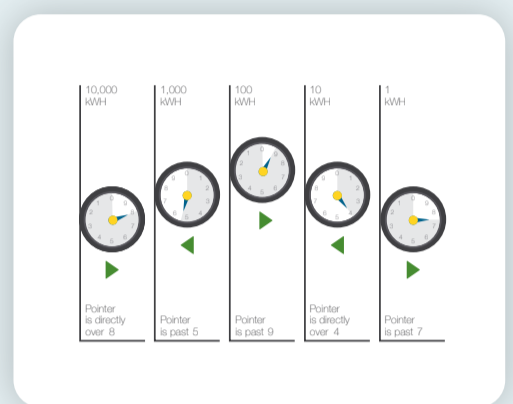 10,000
kWH
1,000
kWH
100
kWH
10
kWH
1
kWH
Pointer
is directly
over 8
Pointer
is past 5
Pointer
is past 9
Pointer
is directly
over 4
Pointer
is past 7